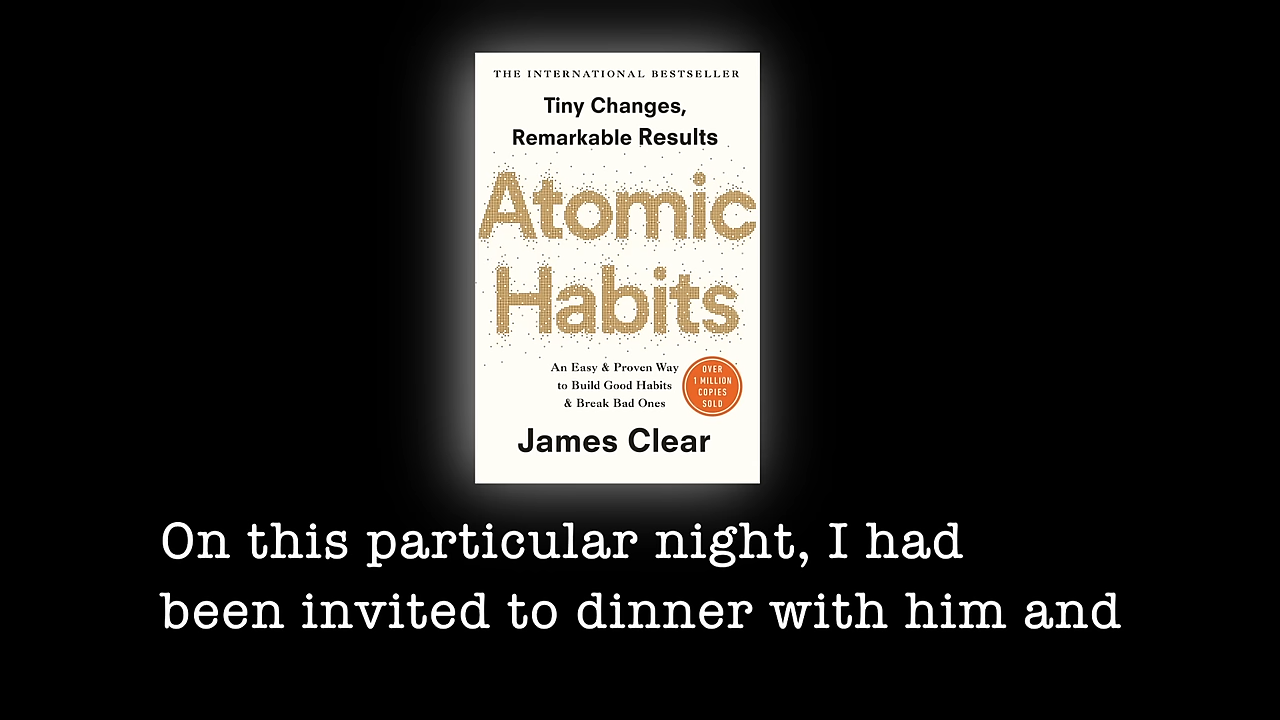 THE INTERNATIONAL BESTSELLER
Tiny Changes,
Remarkable Results
Atomic
Habits
An Easy & Proven Way
to Build Good Habits
& Break Bad Ones
OVER
1 MILLION
COPIES
SOLD
James Clear
On this particular night, I had
been invited to dinner with him and